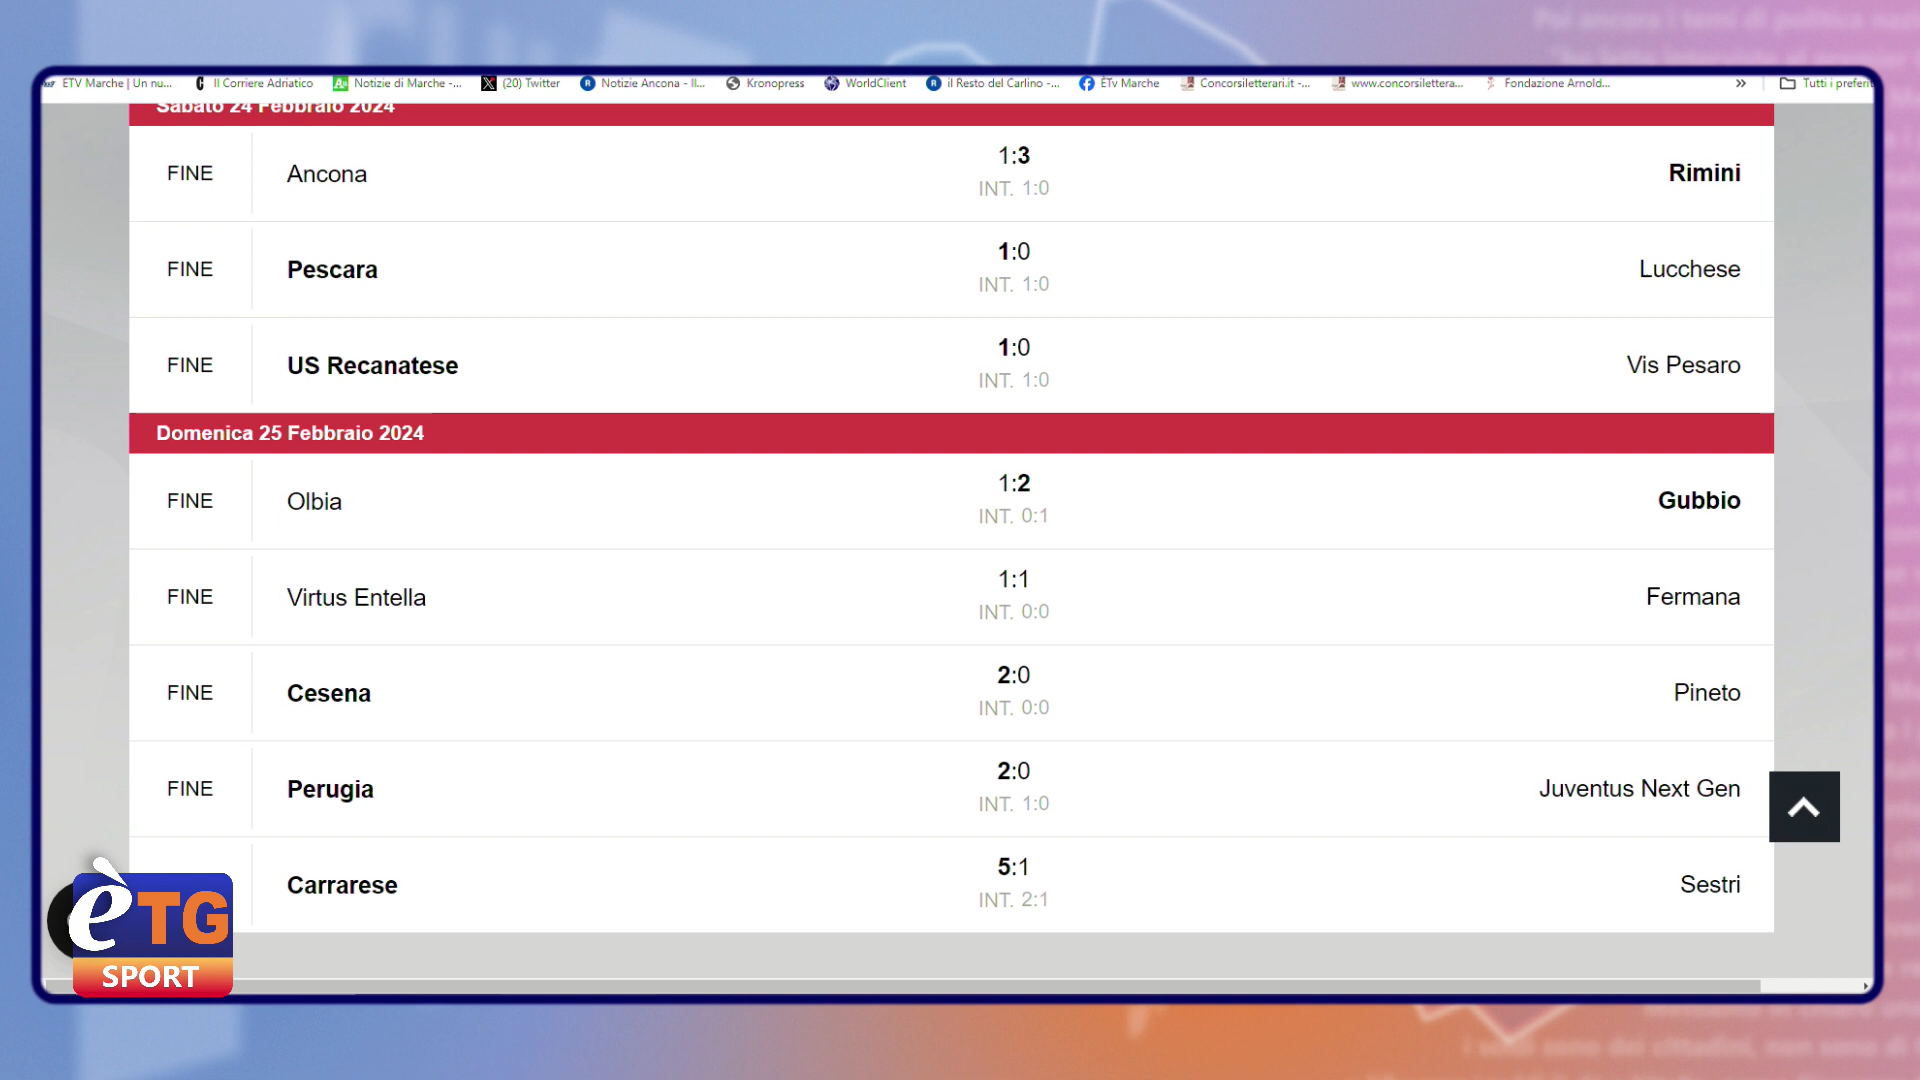 ETV Marche | Un nu... Il Corriere Adriatico Notizie di Marche -... (20) Twitter Notizie Ancona - Il... Kronopress WorldClient il Resto del Carlino -... ÈTv Marche Concorsiletterari.it -... www.concorsilettera... Fondazione Arnold... » Tutti i preferit
Sabato 24 Febbraio 2024
FINE Ancona 1:3 Rimini
INT. 1:0
FINE Pescara 1:0 Lucchese
INT. 1:0
FINE US Recanatese 1:0 Vis Pesaro
INT. 1:0
Domenica 25 Febbraio 2024
FINE Olbia 1:2 Gubbio
INT. 0:1
FINE Virtus Entella 1:1 Fermana
INT. 0:0
FINE Cesena 2:0 Pineto
INT. 0:0
FINE Perugia 2:0 Juventus Next Gen
INT. 1:0
Carrarese 5:1 Sestri
INT. 2:1
èTG
SPORT